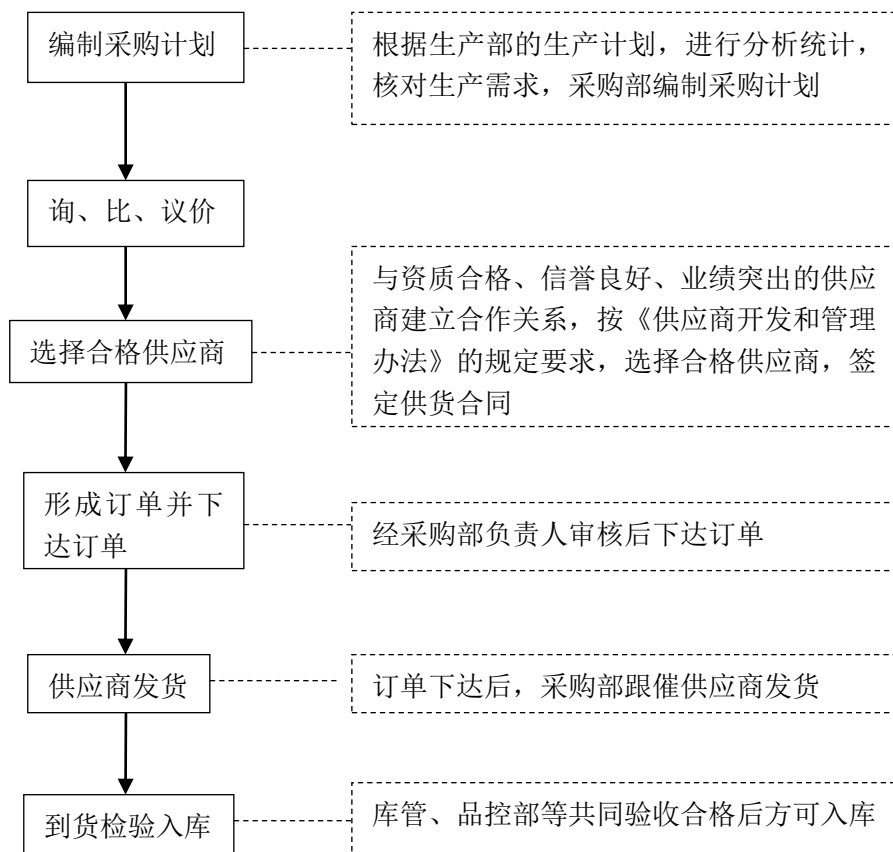 编制采购计划
根据生产部的生产计划，进行分析统计，
核对生产需求，采购部编制采购计划
询、比、议价
与资质合格、信誉良好、业绩突出的供应
商建立合作关系，按《供应商开发和管理
办法》的规定要求，选择合格供应商，签
定供货合同
选择合格供应商
形成订单并下
达订单
经采购部负责人审核后下达订单
供应商发货
订单下达后，采购部跟催供应商发货
到货检验入库
库管、品控部等共同验收合格后方可入库